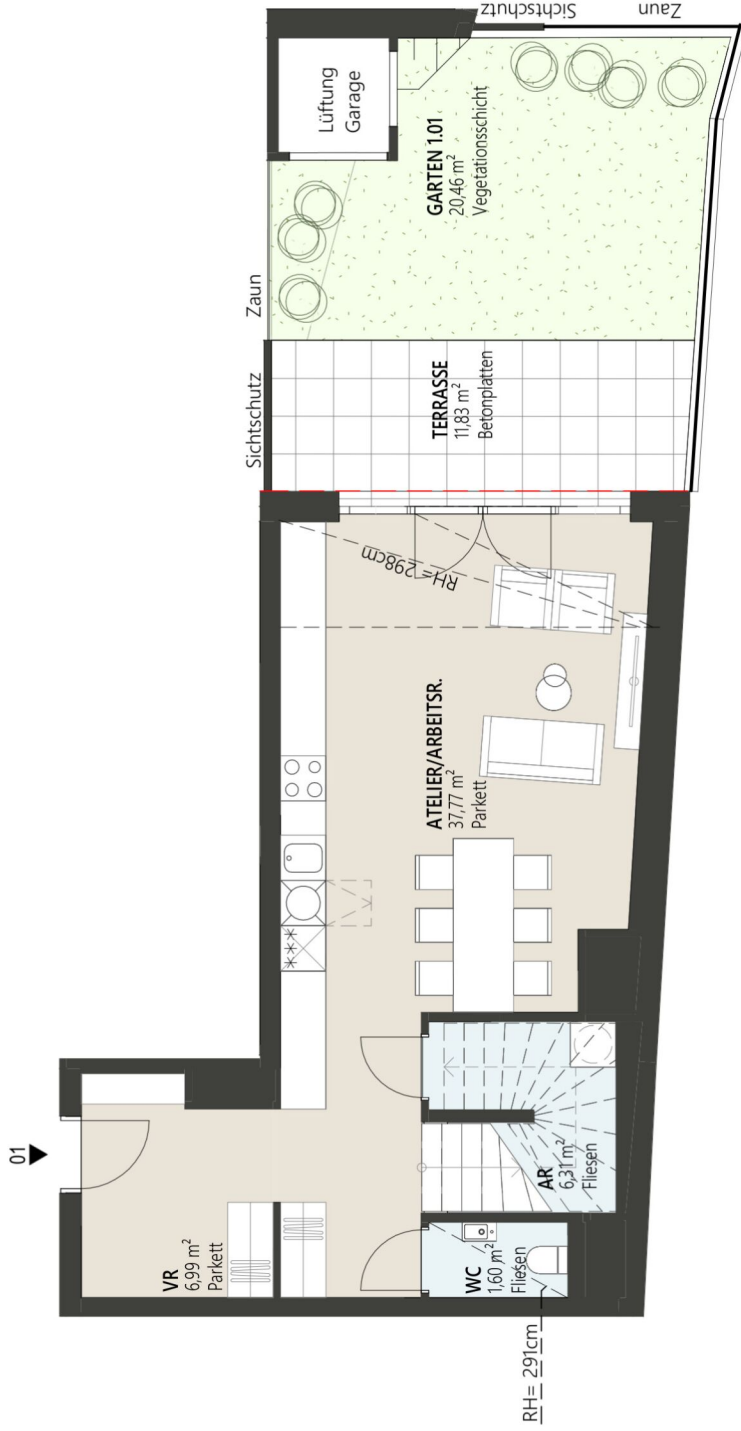 01
VR
6,99 m²
Parkett
RH= 291cm
WC
1,60 m²
Fliesen
AR
6,31 m²
Fliesen
ATELIER/ARBEITSR.
37,77 m²
Parkett
RH= 298cm
Sichtschutz
Zaun
TERRASSE
11,83 m²
Betonplatten
Lüftung
Garage
GARTEN 1.01
20,46 m²
Vegetationsschicht
Sichtschutz
Zaun